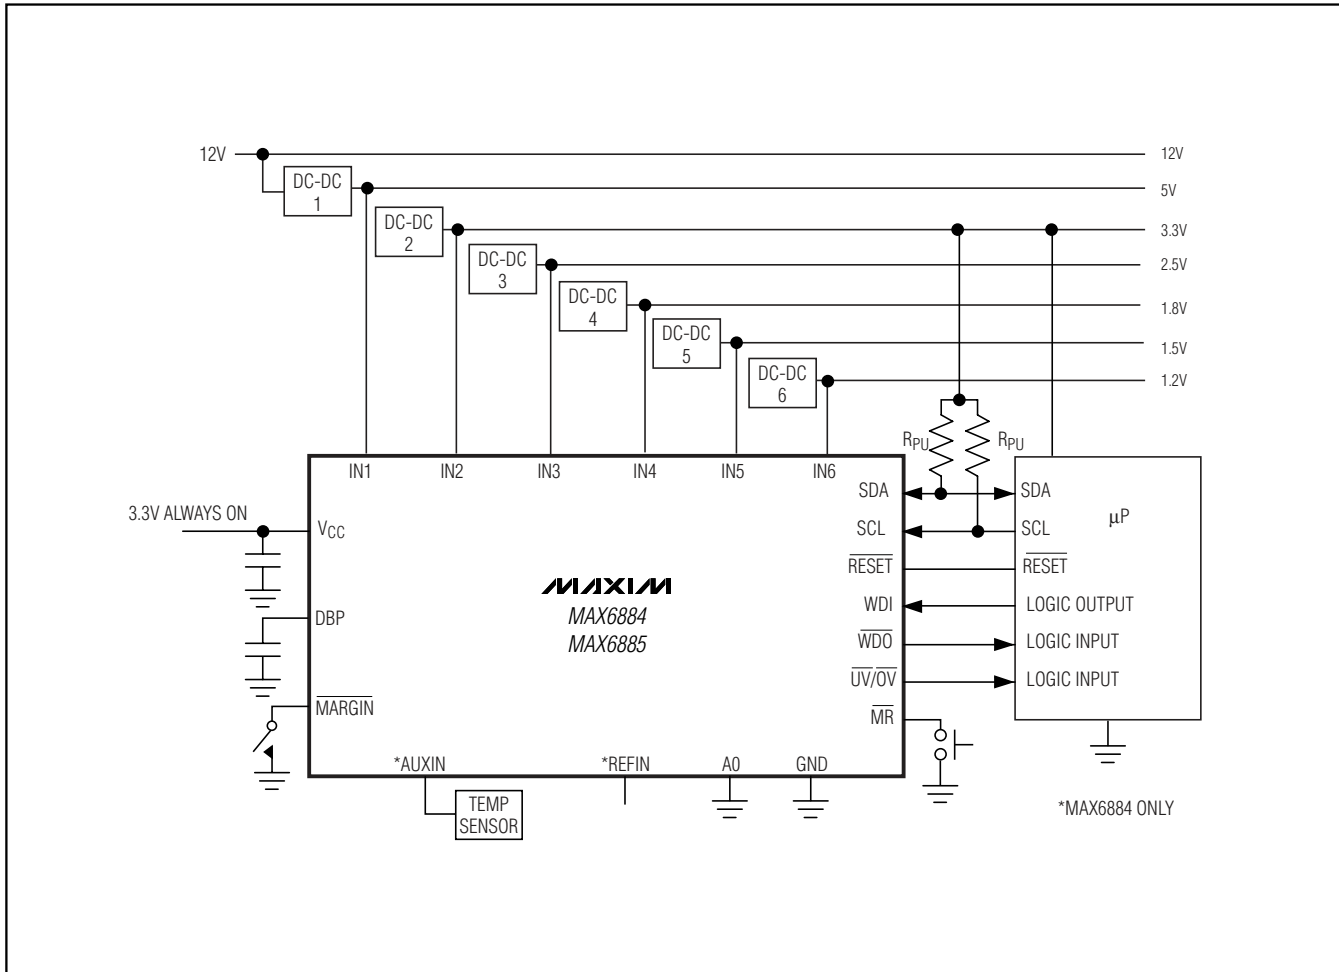 12V
12V
DC-DC
1
5V
DC-DC
2
3.3V
DC-DC
3
2.5V
DC-DC
4
1.8V
DC-DC
5
1.5V
DC-DC
6
1.2V
RPU
RPU
IN1
IN2
IN3
IN4
IN5
IN6
SDA
SDA
μP
3.3V ALWAYS ON
VCC
SCL
SCL
RESET
RESET
MAXIM
MAX6884
MAX6885
WDI
LOGIC OUTPUT
DBP
WDO
LOGIC INPUT
UV/OV
LOGIC INPUT
MARGIN
MR
*AUXIN
*REFIN
A0
GND
TEMP
SENSOR
*MAX6884 ONLY